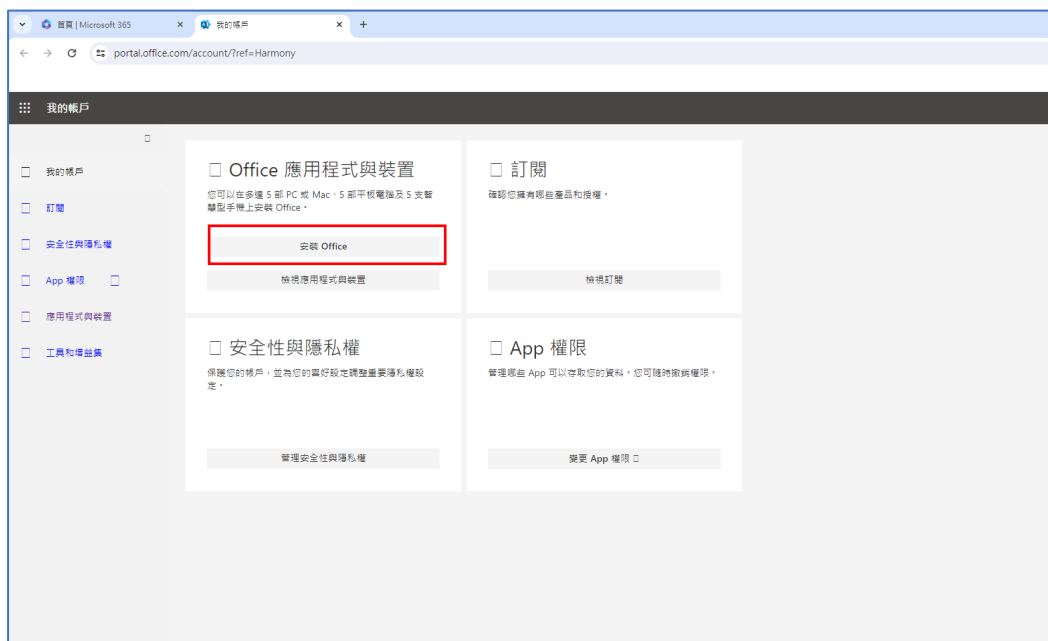 首頁 | Microsoft 365
我的帳戶
portal.office.com/account/?ref=Harmony
我的帳戶
我的帳戶
訂閱
安全性與隱私權
App 權限
應用程式與裝置
工具和增益集
Office 應用程式與裝置
您可以在多達 5 部 PC 或 Mac、5 部平板電腦及 5 支智
慧型手機上安裝 Office。
安裝 Office
檢視應用程式與裝置
訂閱
確認您擁有哪些產品和授權。
檢視訂閱
安全性與隱私權
保護您的帳戶，並為您的喜好設定調整重要隱私權設
定。
管理安全性與隱私權
App 權限
管理哪些 App 可以存取您的資料。您可隨時撤銷權限。
變更 App 權限